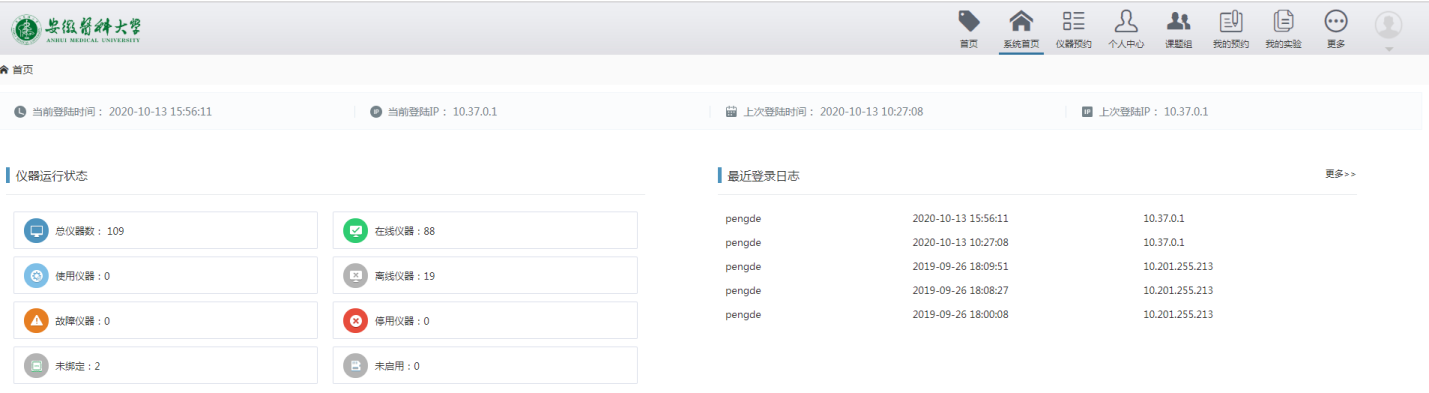 安徽医科大学
ANHUI MEDICAL UNIVERSITY
首页
系统首页
仪器预约
个人中心
课题组
我的预约
我的实验
更多
首页
当前登陆时间： 2020-10-13 15:56:11
IP 当前登陆IP： 10.37.0.1
上次登陆时间： 2020-10-13 10:27:08
IP 上次登陆IP： 10.37.0.1
仪器运行状态
总仪器数： 109
在线仪器：88
使用仪器：0
离线仪器：19
故障仪器：0
停用仪器：0
未绑定：2
未启用：0
最近登录日志
更多>>
pengde 2020-10-13 15:56:11 10.37.0.1
pengde 2020-10-13 10:27:08 10.37.0.1
pengde 2019-09-26 18:09:51 10.201.255.213
pengde 2019-09-26 18:08:27 10.201.255.213
pengde 2019-09-26 18:00:08 10.201.255.213